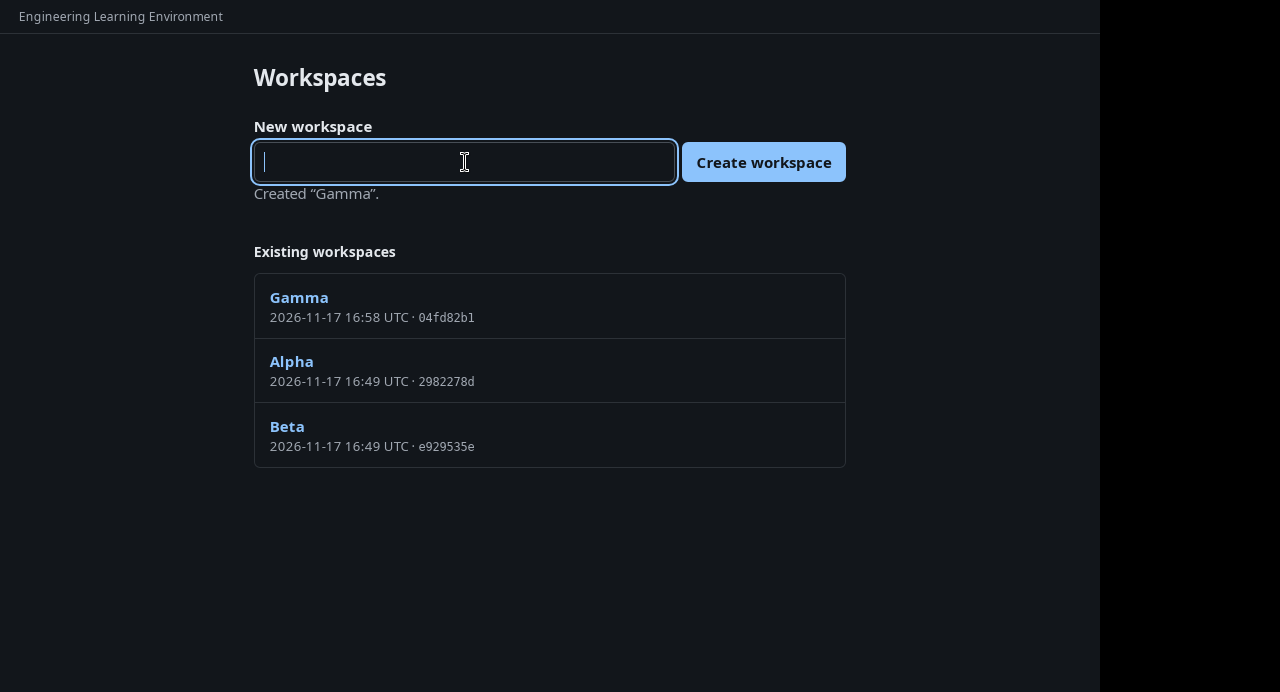 Engineering Learning Environment
Workspaces
New workspace
Create workspace
Created “Gamma”.
Existing workspaces
Gamma
2026-11-17 16:58 UTC · 04fd82b1
Alpha
2026-11-17 16:49 UTC · 2982278d
Beta
2026-11-17 16:49 UTC · e929535e